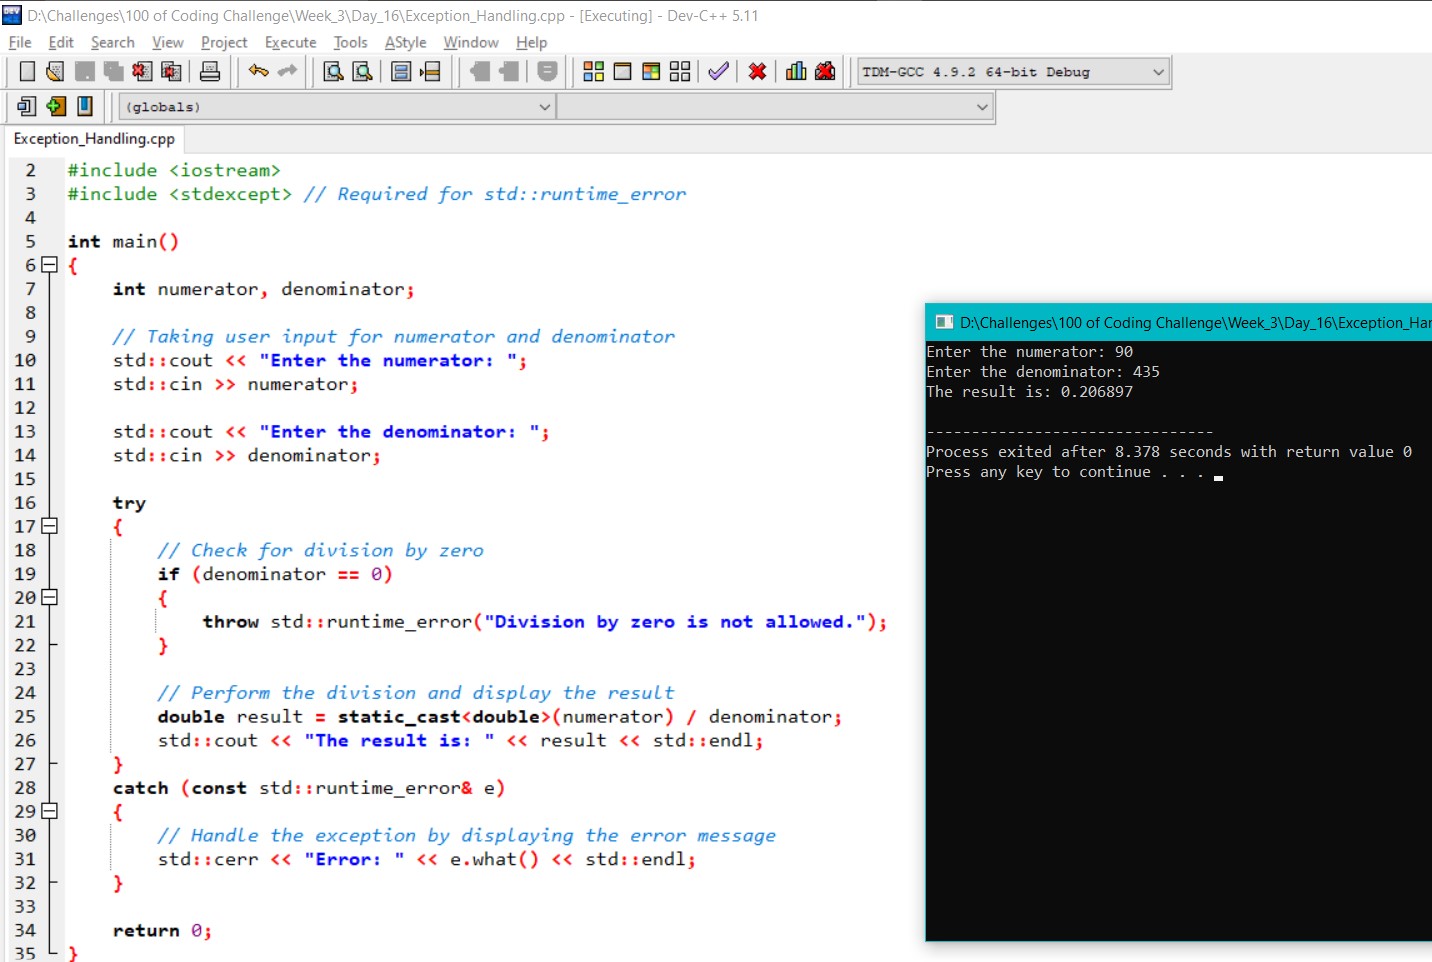 D:\Challenges\100 of Coding Challenge\Week_3\Day_16\Exception_Handling.cpp - [Executing] - Dev-C++ 5.11
File Edit Search View Project Execute Tools AStyle Window Help
TDM-GCC 4.9.2 64-bit Debug
(globals)
Exception_Handling.cpp
2 #include <iostream>
3 #include <stdexcept> // Required for std::runtime_error
4
5 int main()
6 {
7     int numerator, denominator;
8
9     // Taking user input for numerator and denominator
10     std::cout << "Enter the numerator: ";
11     std::cin >> numerator;
12
13     std::cout << "Enter the denominator: ";
14     std::cin >> denominator;
15
16     try
17     {
18         // Check for division by zero
19         if (denominator == 0)
20         {
21             throw std::runtime_error("Division by zero is not allowed.");
22         }
23
24         // Perform the division and display the result
25         double result = static_cast<double>(numerator) / denominator;
26         std::cout << "The result is: " << result << std::endl;
27     }
28     catch (const std::runtime_error& e)
29     {
30         // Handle the exception by displaying the error message
31         std::cerr << "Error: " << e.what() << std::endl;
32     }
33
34     return 0;
35 }
D:\Challenges\100 of Coding Challenge\Week_3\Day_16\Exception_Har
Enter the numerator: 90
Enter the denominator: 435
The result is: 0.206897
--------------------------------
Process exited after 8.378 seconds with return value 0
Press any key to continue . . .